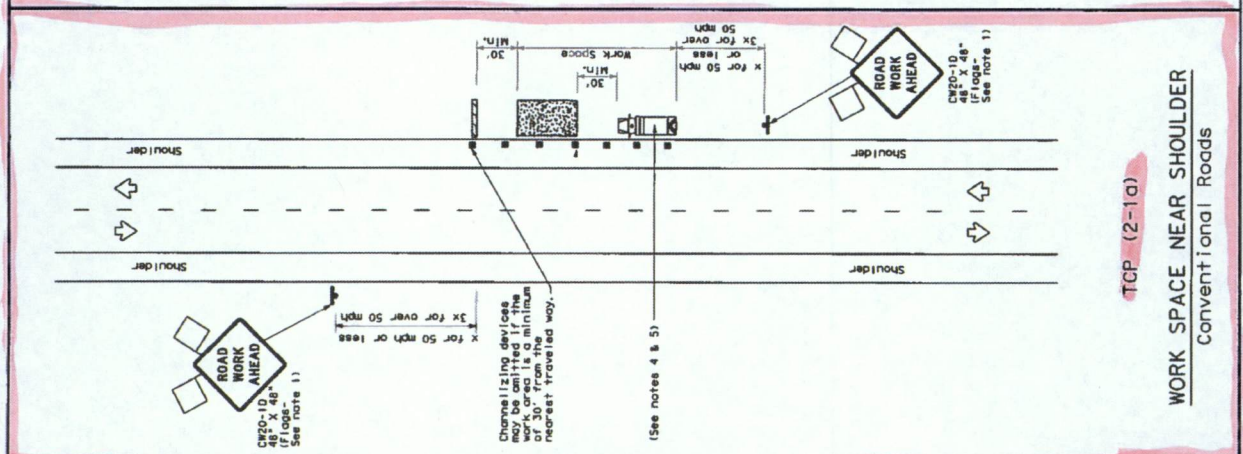 30'
Min.
Work Space
30'
Min.
x for 50 mph
or less
3x for over
50 mph
ROAD
WORK
AHEAD
CW20-1D
48" X 48"
(Flags-
See note 1)
Shoulder
Shoulder
Shoulder
Shoulder
ROAD
WORK
AHEAD
CW20-1D
48" X 48"
(Flags-
See note 1)
x for 50 mph or less
3x for over 50 mph
Channelizing devices
may be omitted if the
work area is a minimum
of 30' from the
nearest traveled way.
(See notes 4 & 5)
TCP (2-1a)
WORK SPACE NEAR SHOULDER
Conventional Roads